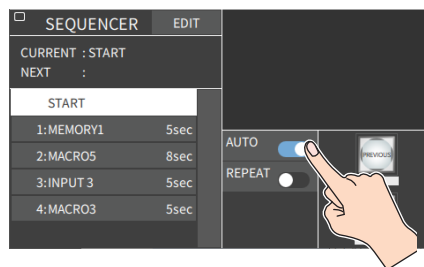 SEQUENCER EDIT
CURRENT : START
NEXT :
START
1:MEMORY1 5sec
2:MACRO5 8sec
3:INPUT 3 5sec
4:MACRO3 5sec
AUTO
REPEAT
PREVIOUS